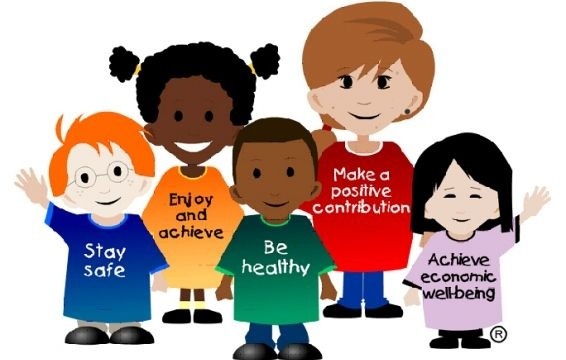 Stay
safe
Enjoy
and
achieve
Be
healthy
Make a
positive
contribution
Achieve
economic
well-being
®